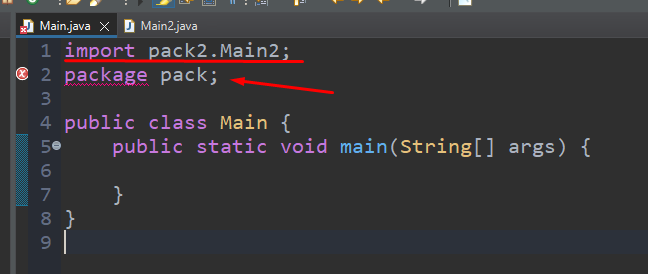 Main.java Main2.java
1 import pack2.Main2;
2 package pack;
3
4 public class Main {
5 public static void main(String[] args) {
6
7 }
8 }
9